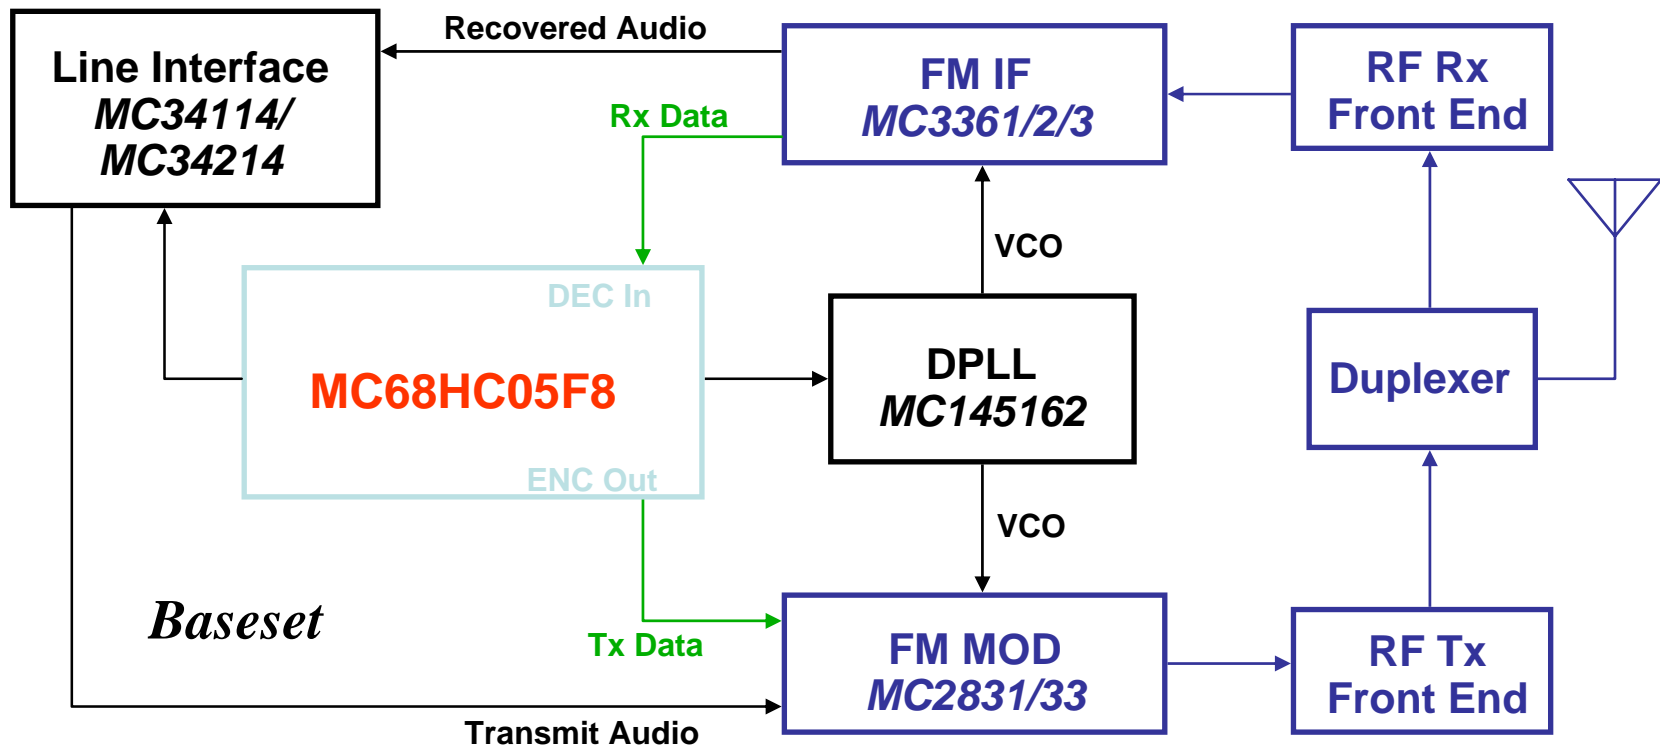 Recovered Audio
Line Interface
MC34114/
MC34214
FM IF
MC3361/2/3
RF Rx
Front End
Rx Data
VCO
DEC In
MC68HC05F8
ENC Out
DPLL
MC145162
Duplexer
VCO
Baseset
Tx Data
FM MOD
MC2831/33
RF Tx
Front End
Transmit Audio